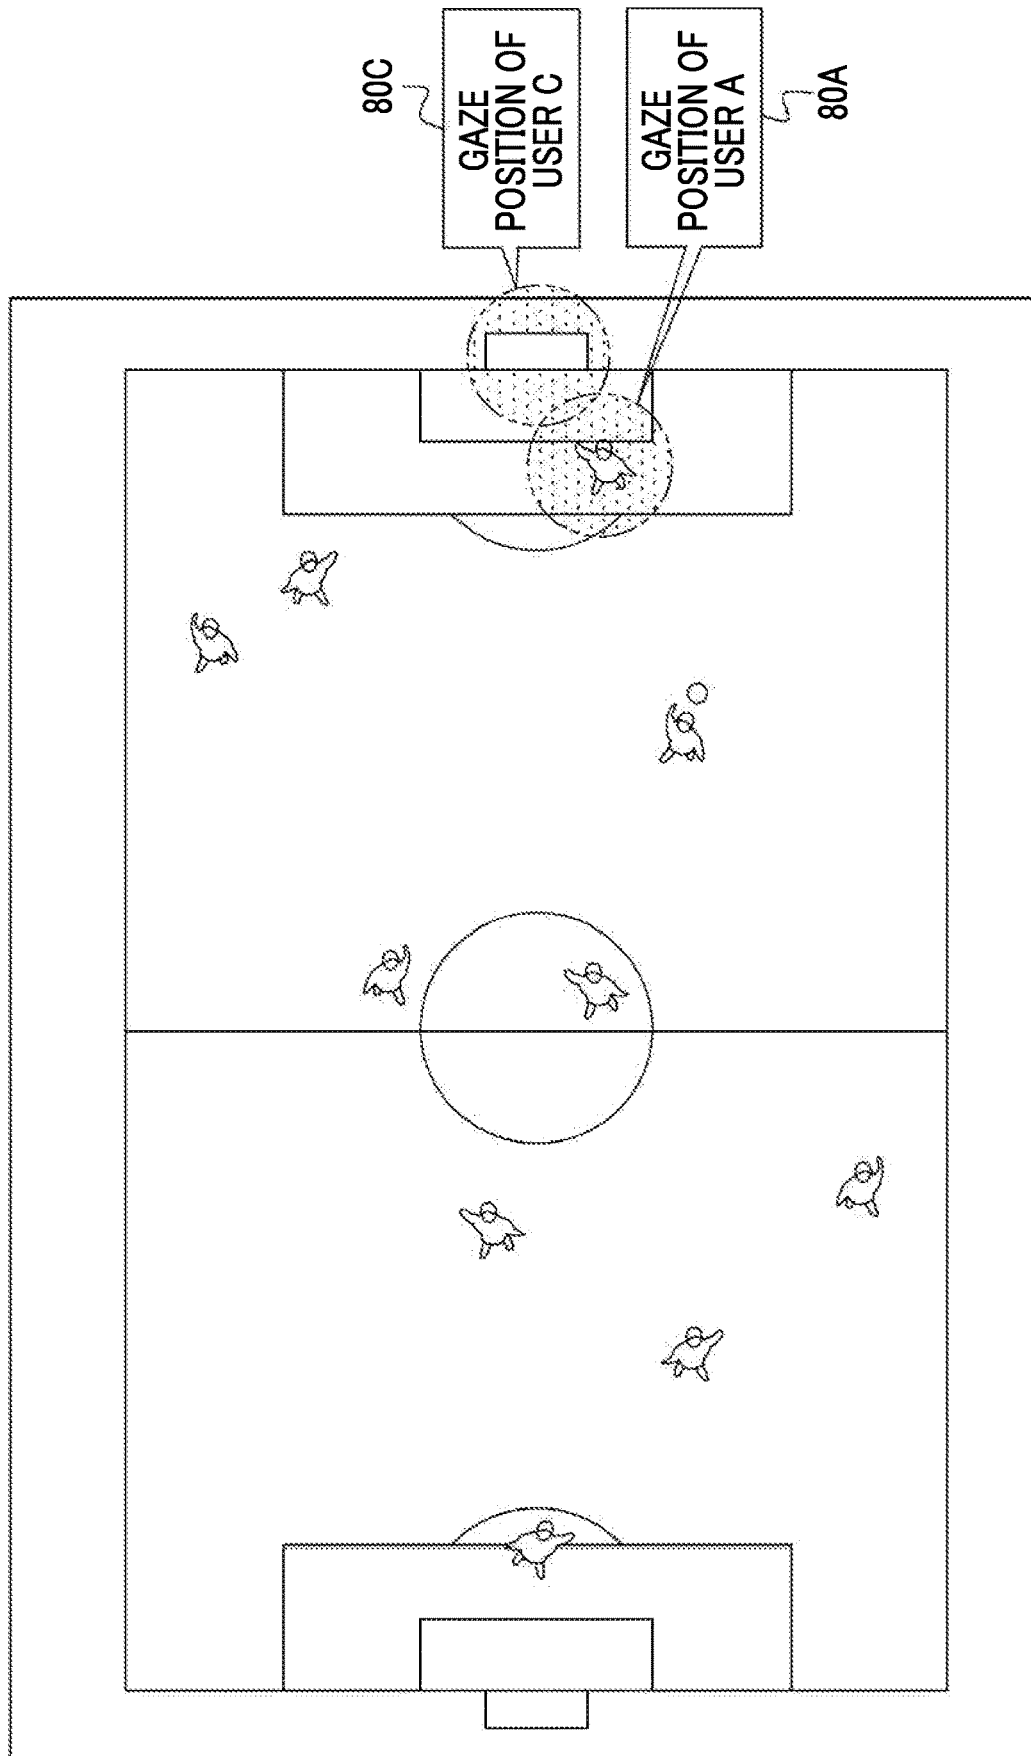 80C
GAZE
POSITION OF
USER C
GAZE
POSITION OF
USER A
80A